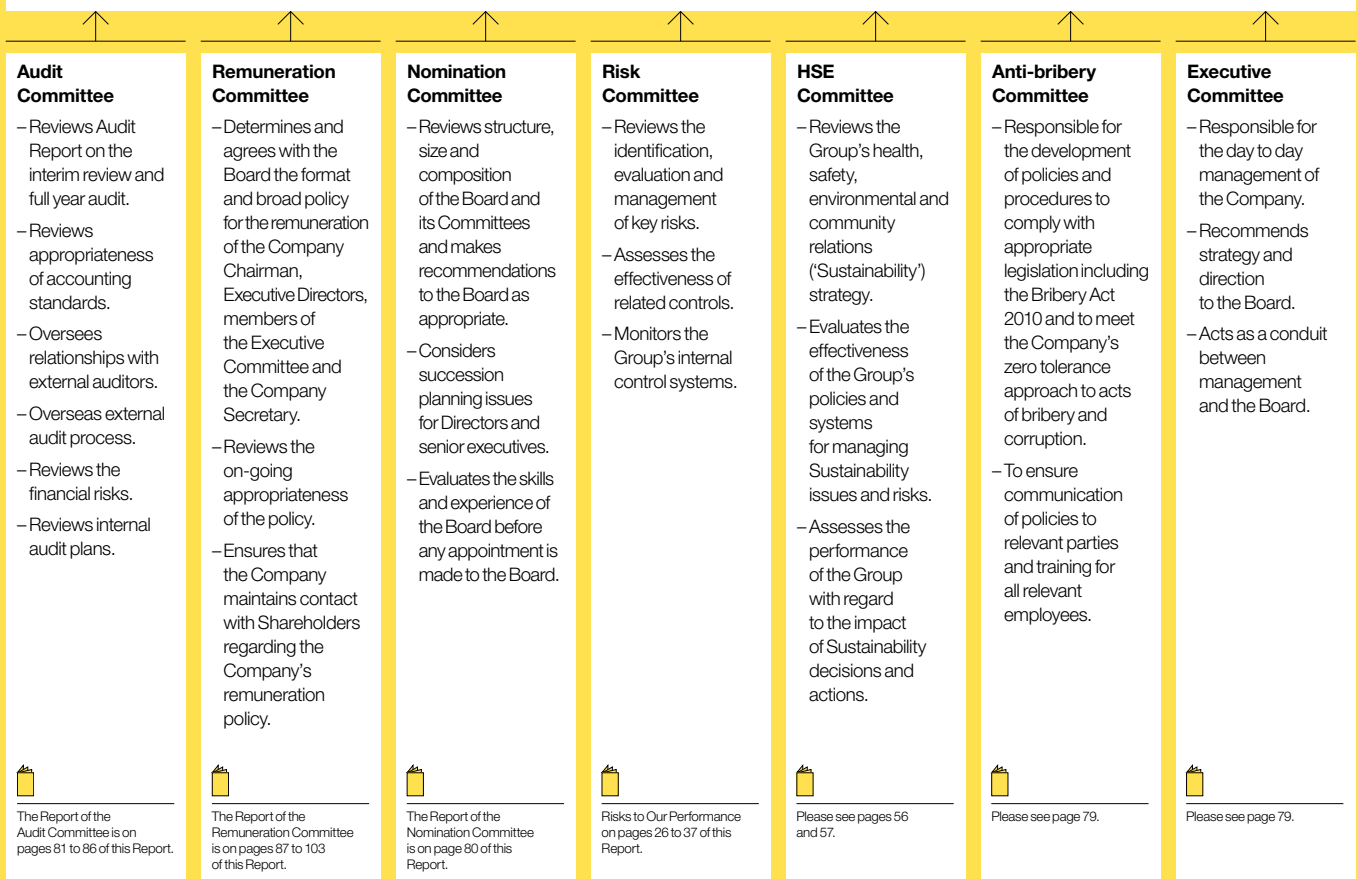 Audit
Committee
– Reviews Audit
Report on the
interim review and
full year audit.
– Reviews
appropriateness
of accounting
standards.
– Oversees
relationships with
external auditors.
– Overseas external
audit process.
– Reviews the
financial risks.
– Reviews internal
audit plans.
The Report of the
Audit Committee is on
pages 81 to 86 of this Report.
Remuneration
Committee
– Determines and
agrees with the
Board the format
and broad policy
for the remuneration
of the Company
Chairman,
Executive Directors,
members of
the Executive
Committee and
the Company
Secretary.
– Reviews the
on-going
appropriateness
of the policy.
– Ensures that
the Company
maintains contact
with Shareholders
regarding the
Company's
remuneration
policy.
The Report of the
Remuneration Committee
is on pages 87 to 103
of this Report.
Nomination
Committee
– Reviews structure,
size and
composition
of the Board and
its Committees
and makes
recommendations
to the Board as
appropriate.
– Considers
succession
planning issues
for Directors and
senior executives.
– Evaluates the skills
and experience of
the Board before
any appointment is
made to the Board.
The Report of the
Nomination Committee
is on page 80 of this
Report.
Risk
Committee
– Reviews the
identification,
evaluation and
management
of key risks.
– Assesses the
effectiveness of
related controls.
– Monitors the
Group's internal
control systems.
Risks to Our Performance
on pages 26 to 37 of this
Report.
HSE
Committee
– Reviews the
Group's health,
safety,
environmental and
community
relations
('Sustainability')
strategy.
– Evaluates the
effectiveness
of the Group's
policies and
systems
for managing
Sustainability
issues and risks.
– Assesses the
performance
of the Group
with regard
to the impact
of Sustainability
decisions and
actions.
Please see pages 56
and 57.
Anti-bribery
Committee
– Responsible for
the development
of policies and
procedures to
comply with
appropriate
legislation including
the Bribery Act
2010 and to meet
the Company's
zero tolerance
approach to acts
of bribery and
corruption.
– To ensure
communication
of policies to
relevant parties
and training for
all relevant
employees.
Please see page 79.
Executive
Committee
– Responsible for
the day to day
management of
the Company.
– Recommends
strategy and
direction
to the Board.
– Acts as a conduit
between
management
and the Board.
Please see page 79.